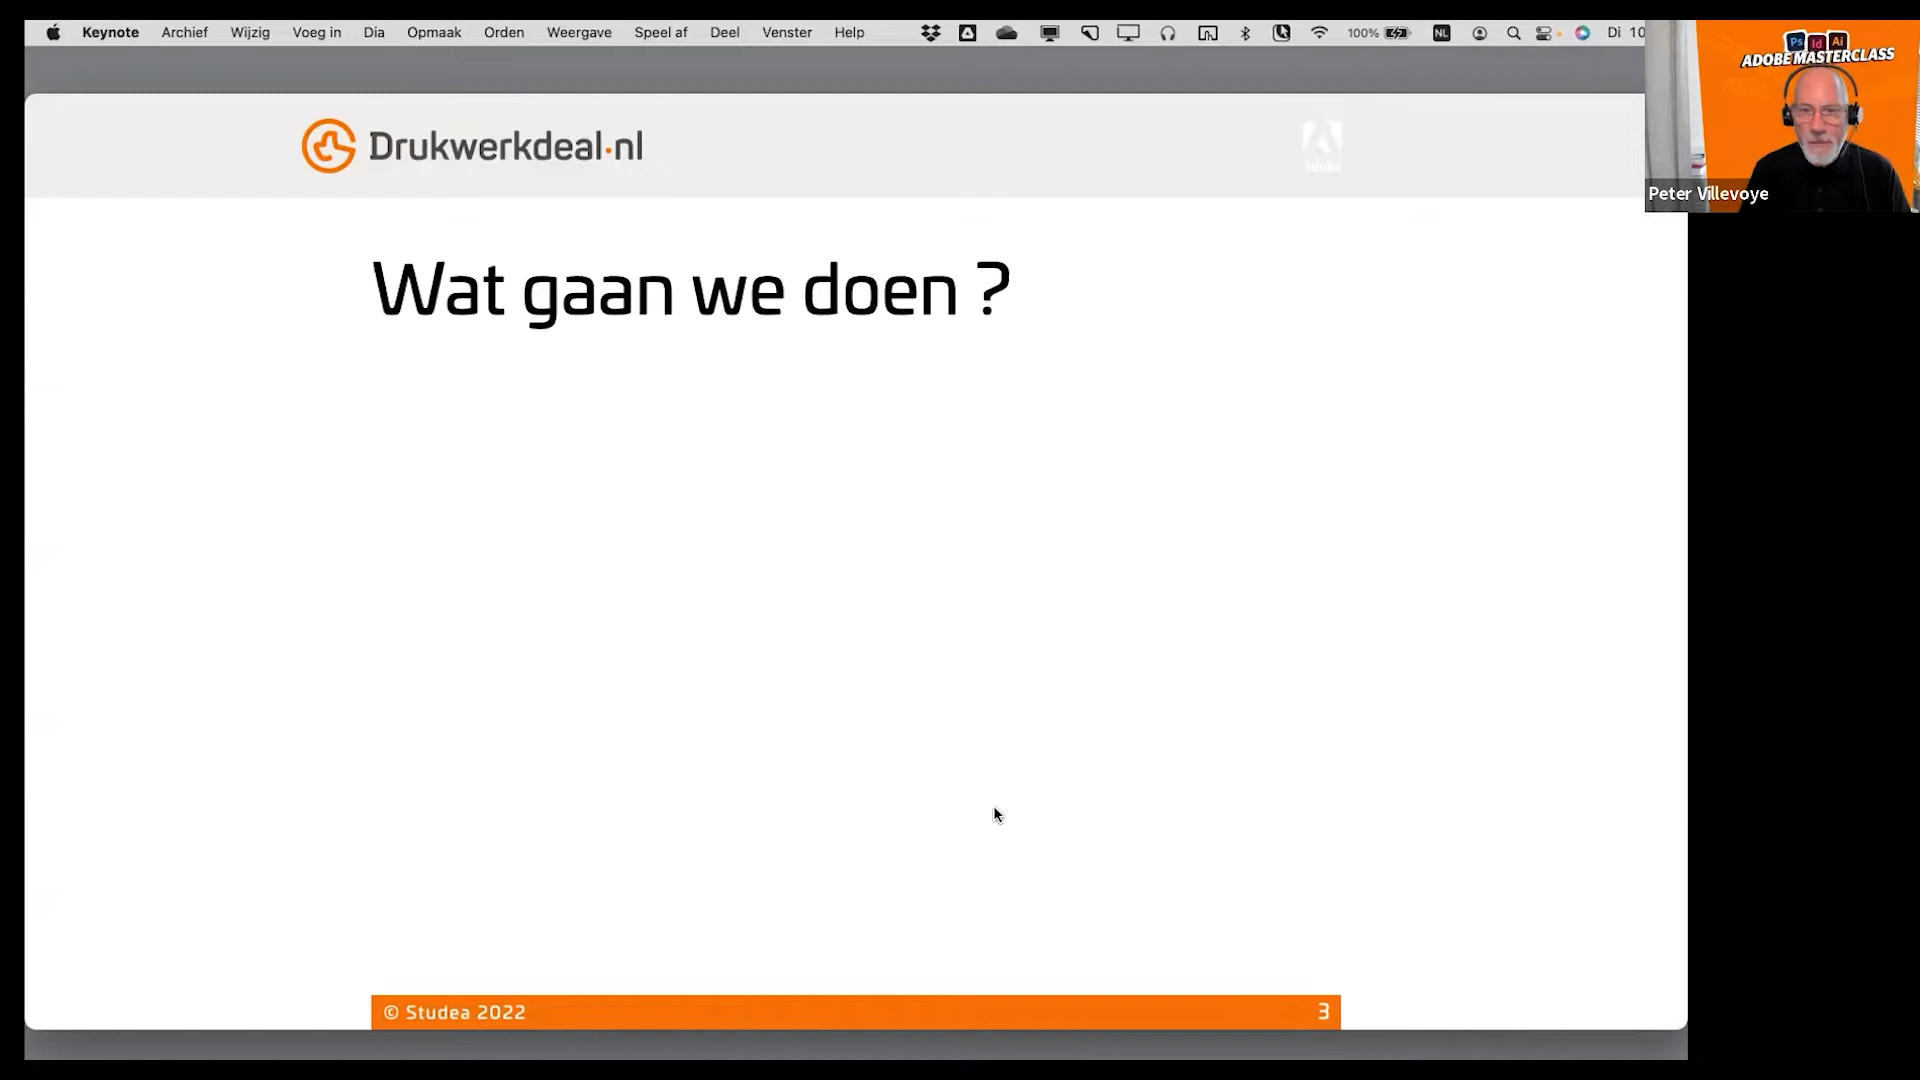 Keynote Archief Wijzig Voeg in Dia Opmaak Orden Weergave Speel af Deel Venster Help 100% NL Di 10
Ps Id Ai
ADOBE MASTERCLASS
Drukwerkdeal.nl
Adobe
Peter Villevoye
Wat gaan we doen ?
© Studea 2022 3